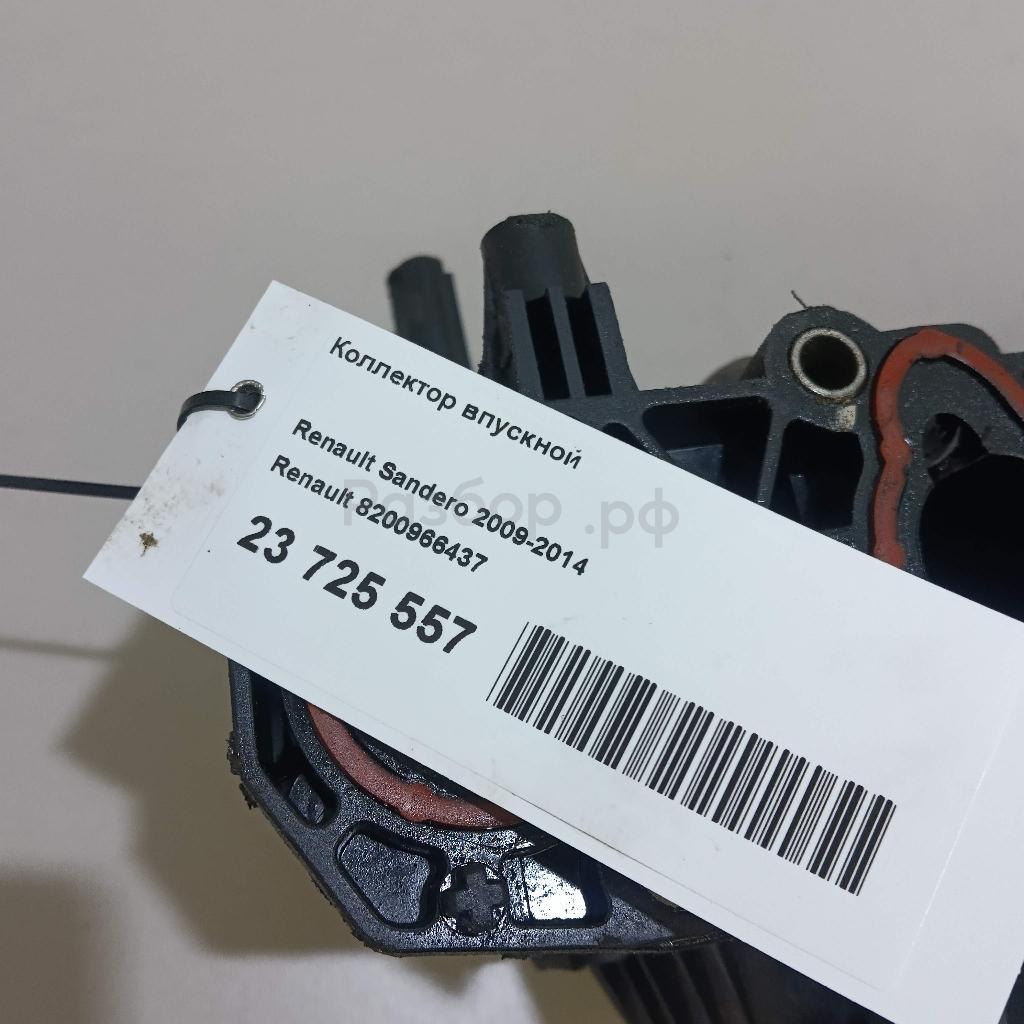 Коллектор впускной
Renault Sandero 2009-2014
Renault 8200966437
Разбор.рф
23 725 557